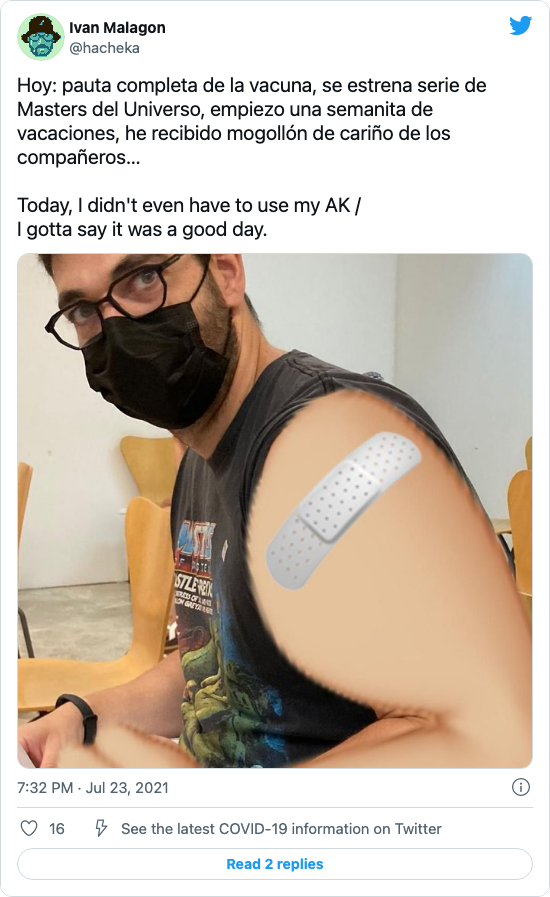 Ivan Malagon
@hacheka
Hoy: pauta completa de la vacuna, se estrena serie de
Masters del Universo, empiezo una semanita de
vacaciones, he recibido mogollón de cariño de los
compañeros...
Today, I didn't even have to use my AK /
I gotta say it was a good day.
7:32 PM · Jul 23, 2021
16
See the latest COVID-19 information on Twitter
Read 2 replies